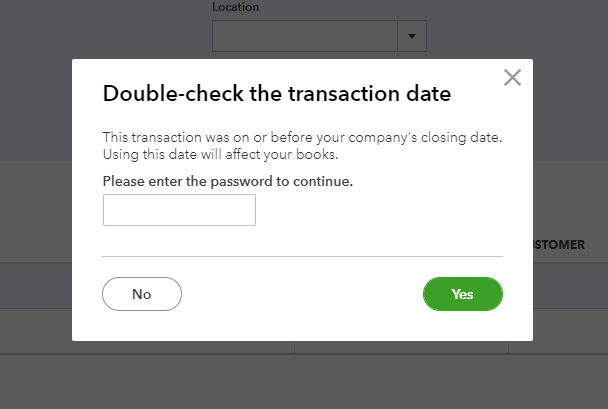 Location
Double-check the transaction date
This transaction was on or before your company's closing date.
Using this date will affect your books.
Please enter the password to continue.
STOMER
No
Yes